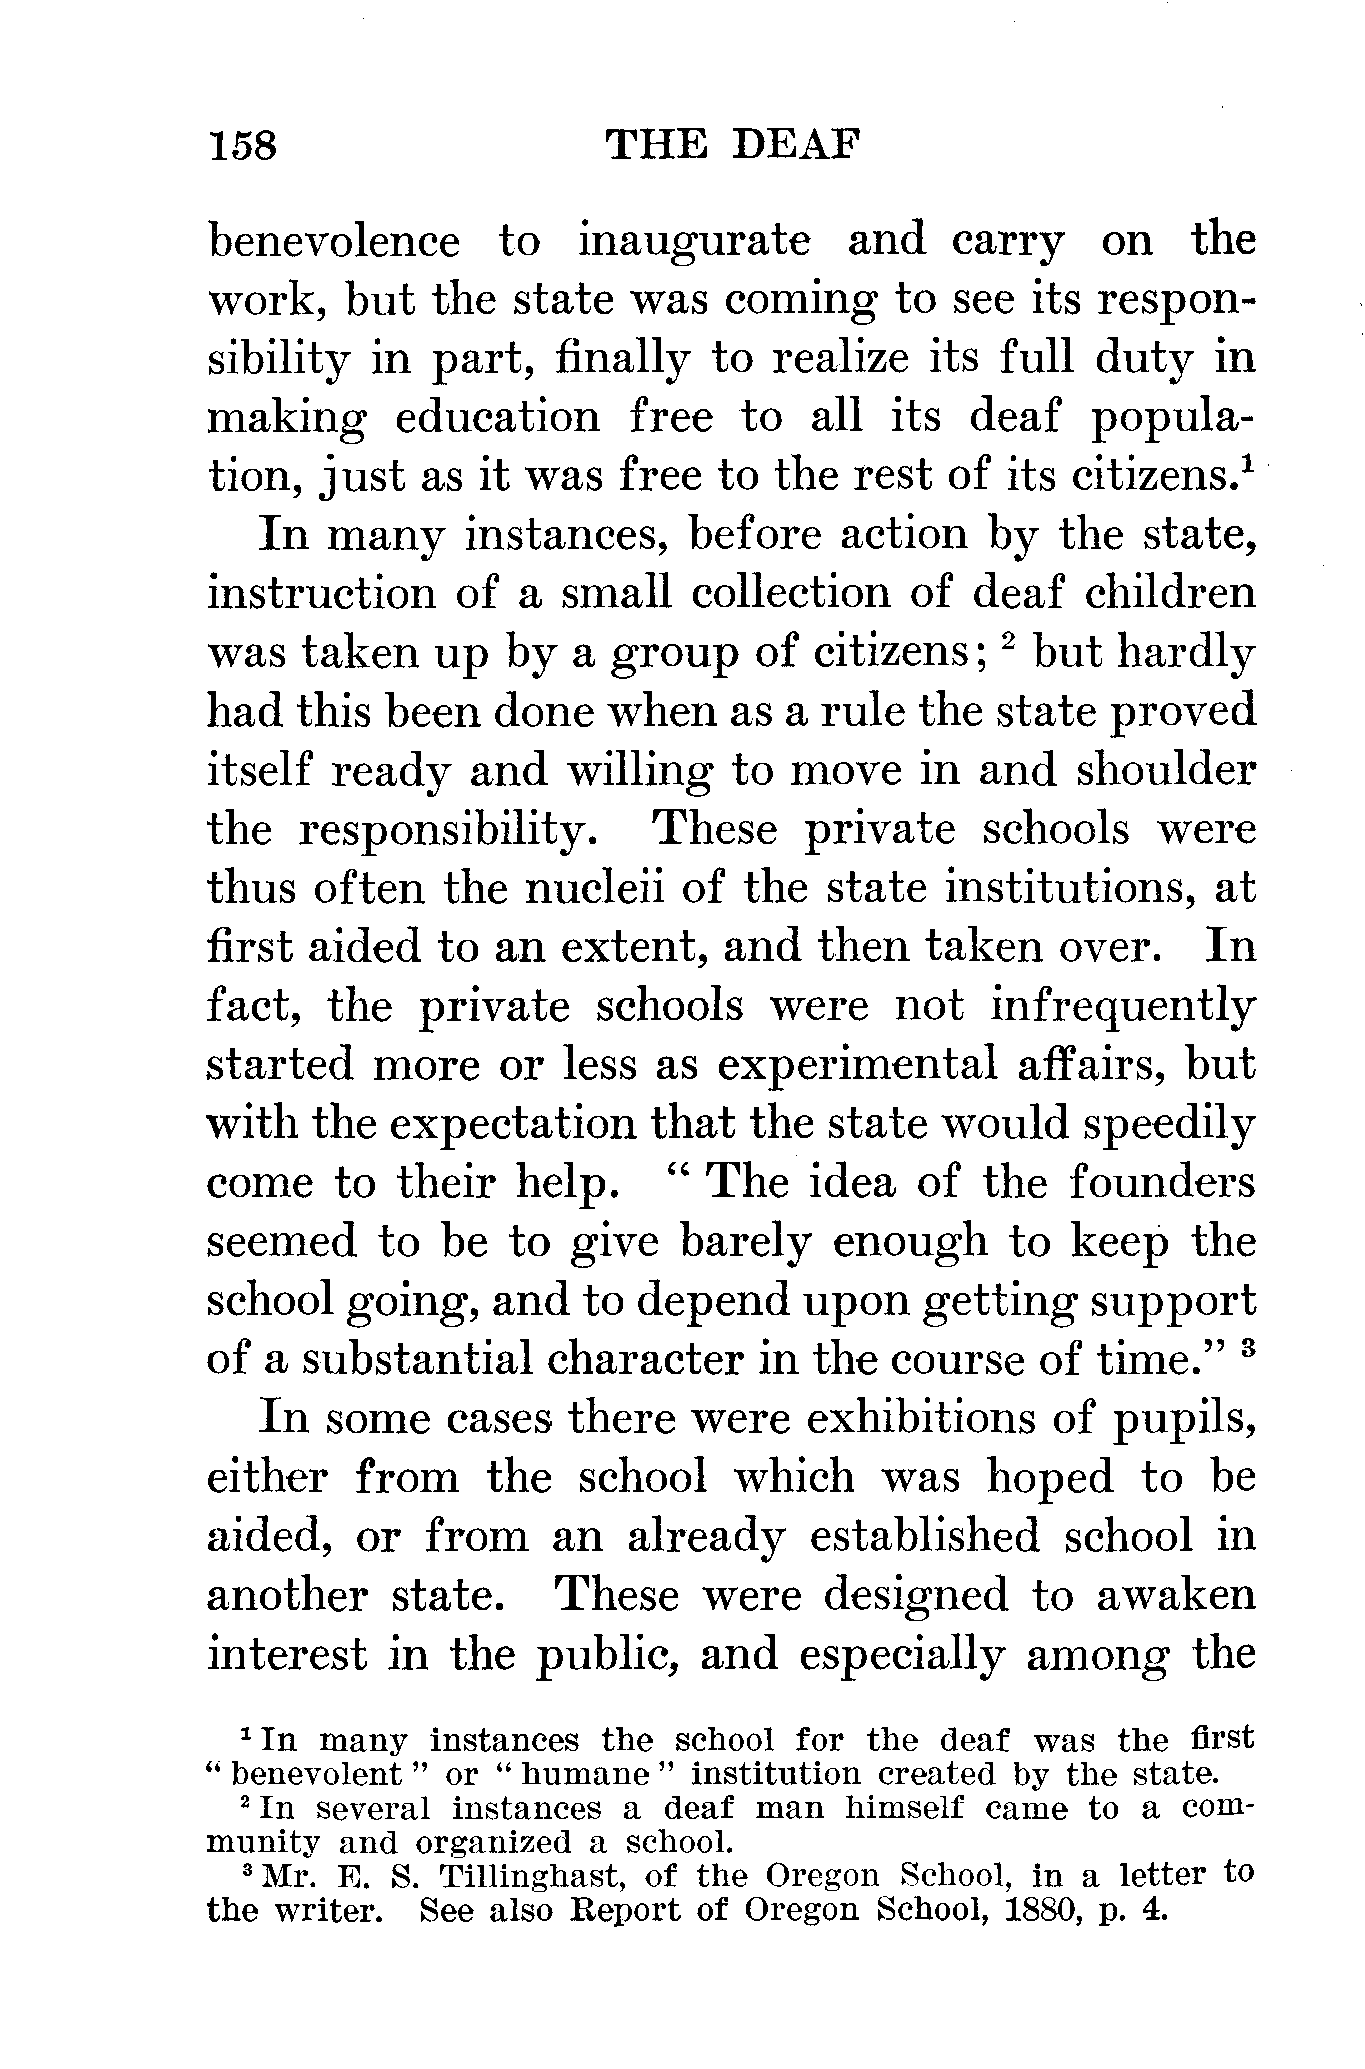 158 THE DEAF
benevolence to inaugurate and carry on the
work, but the state was coming to see its respon-
sibility in part, finally to realize its full duty in
making education free to all its deaf popula-
tion, just as it was free to the rest of its citizens.¹
In many instances, before action by the state,
instruction of a small collection of deaf children
was taken up by a group of citizens; ² but hardly
had this been done when as a rule the state proved
itself ready and willing to move in and shoulder
the responsibility. These private schools were
thus often the nucleii of the state institutions, at
first aided to an extent, and then taken over. In
fact, the private schools were not infrequently
started more or less as experimental affairs, but
with the expectation that the state would speedily
come to their help. “ The idea of the founders
seemed to be to give barely enough to keep the
school going, and to depend upon getting support
of a substantial character in the course of time.” ³
In some cases there were exhibitions of pupils,
either from the school which was hoped to be
aided, or from an already established school in
another state. These were designed to awaken
interest in the public, and especially among the
¹ In many instances the school for the deaf was the first
“ benevolent ” or “ humane ” institution created by the state.
² In several instances a deaf man himself came to a com-
munity and organized a school.
³ Mr. E. S. Tillinghast, of the Oregon School, in a letter to
the writer. See also Report of Oregon School, 1880, p. 4.